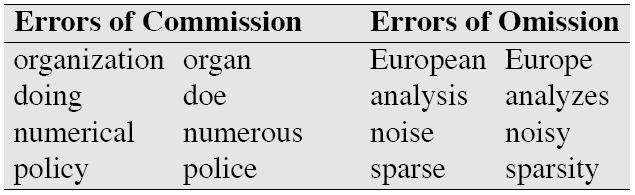 Errors of Commission Errors of Omission
organization organ European Europe
doing doe analysis analyzes
numerical numerous noise noisy
policy police sparse sparsity